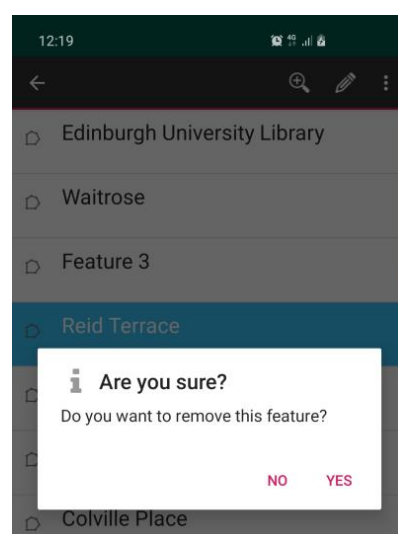 12:19
4G
Edinburgh University Library
Waitrose
Feature 3
Reid Terrace
Are you sure?
Do you want to remove this feature?
NO YES
Colville Place